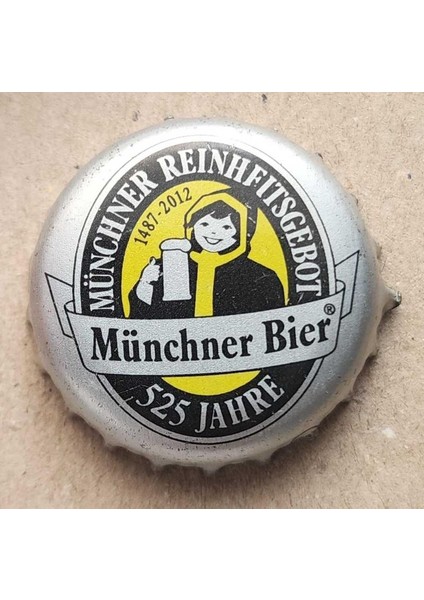 MÜNCHNER REINHEITSGEBOT
1487-2012
Münchner Bier®
525 JAHRE